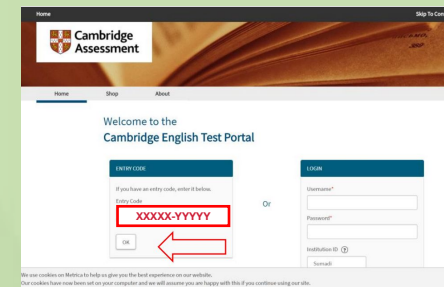 Home
Skip To Con
Cambridge
Assessment
Home Shop About
Welcome to the
Cambridge English Test Portal
ENTRY CODE
If you have an entry code, enter it below.
Entry Code
XXXXX-YYYYY
OK
Or
LOGIN
Username*
Password*
Institution ID ?
Sumadi
We use cookies on Metrica to help us give you the best experience on our website.
Our cookies have now been set on your computer and we will assume you are happy with this if you continue using our site.